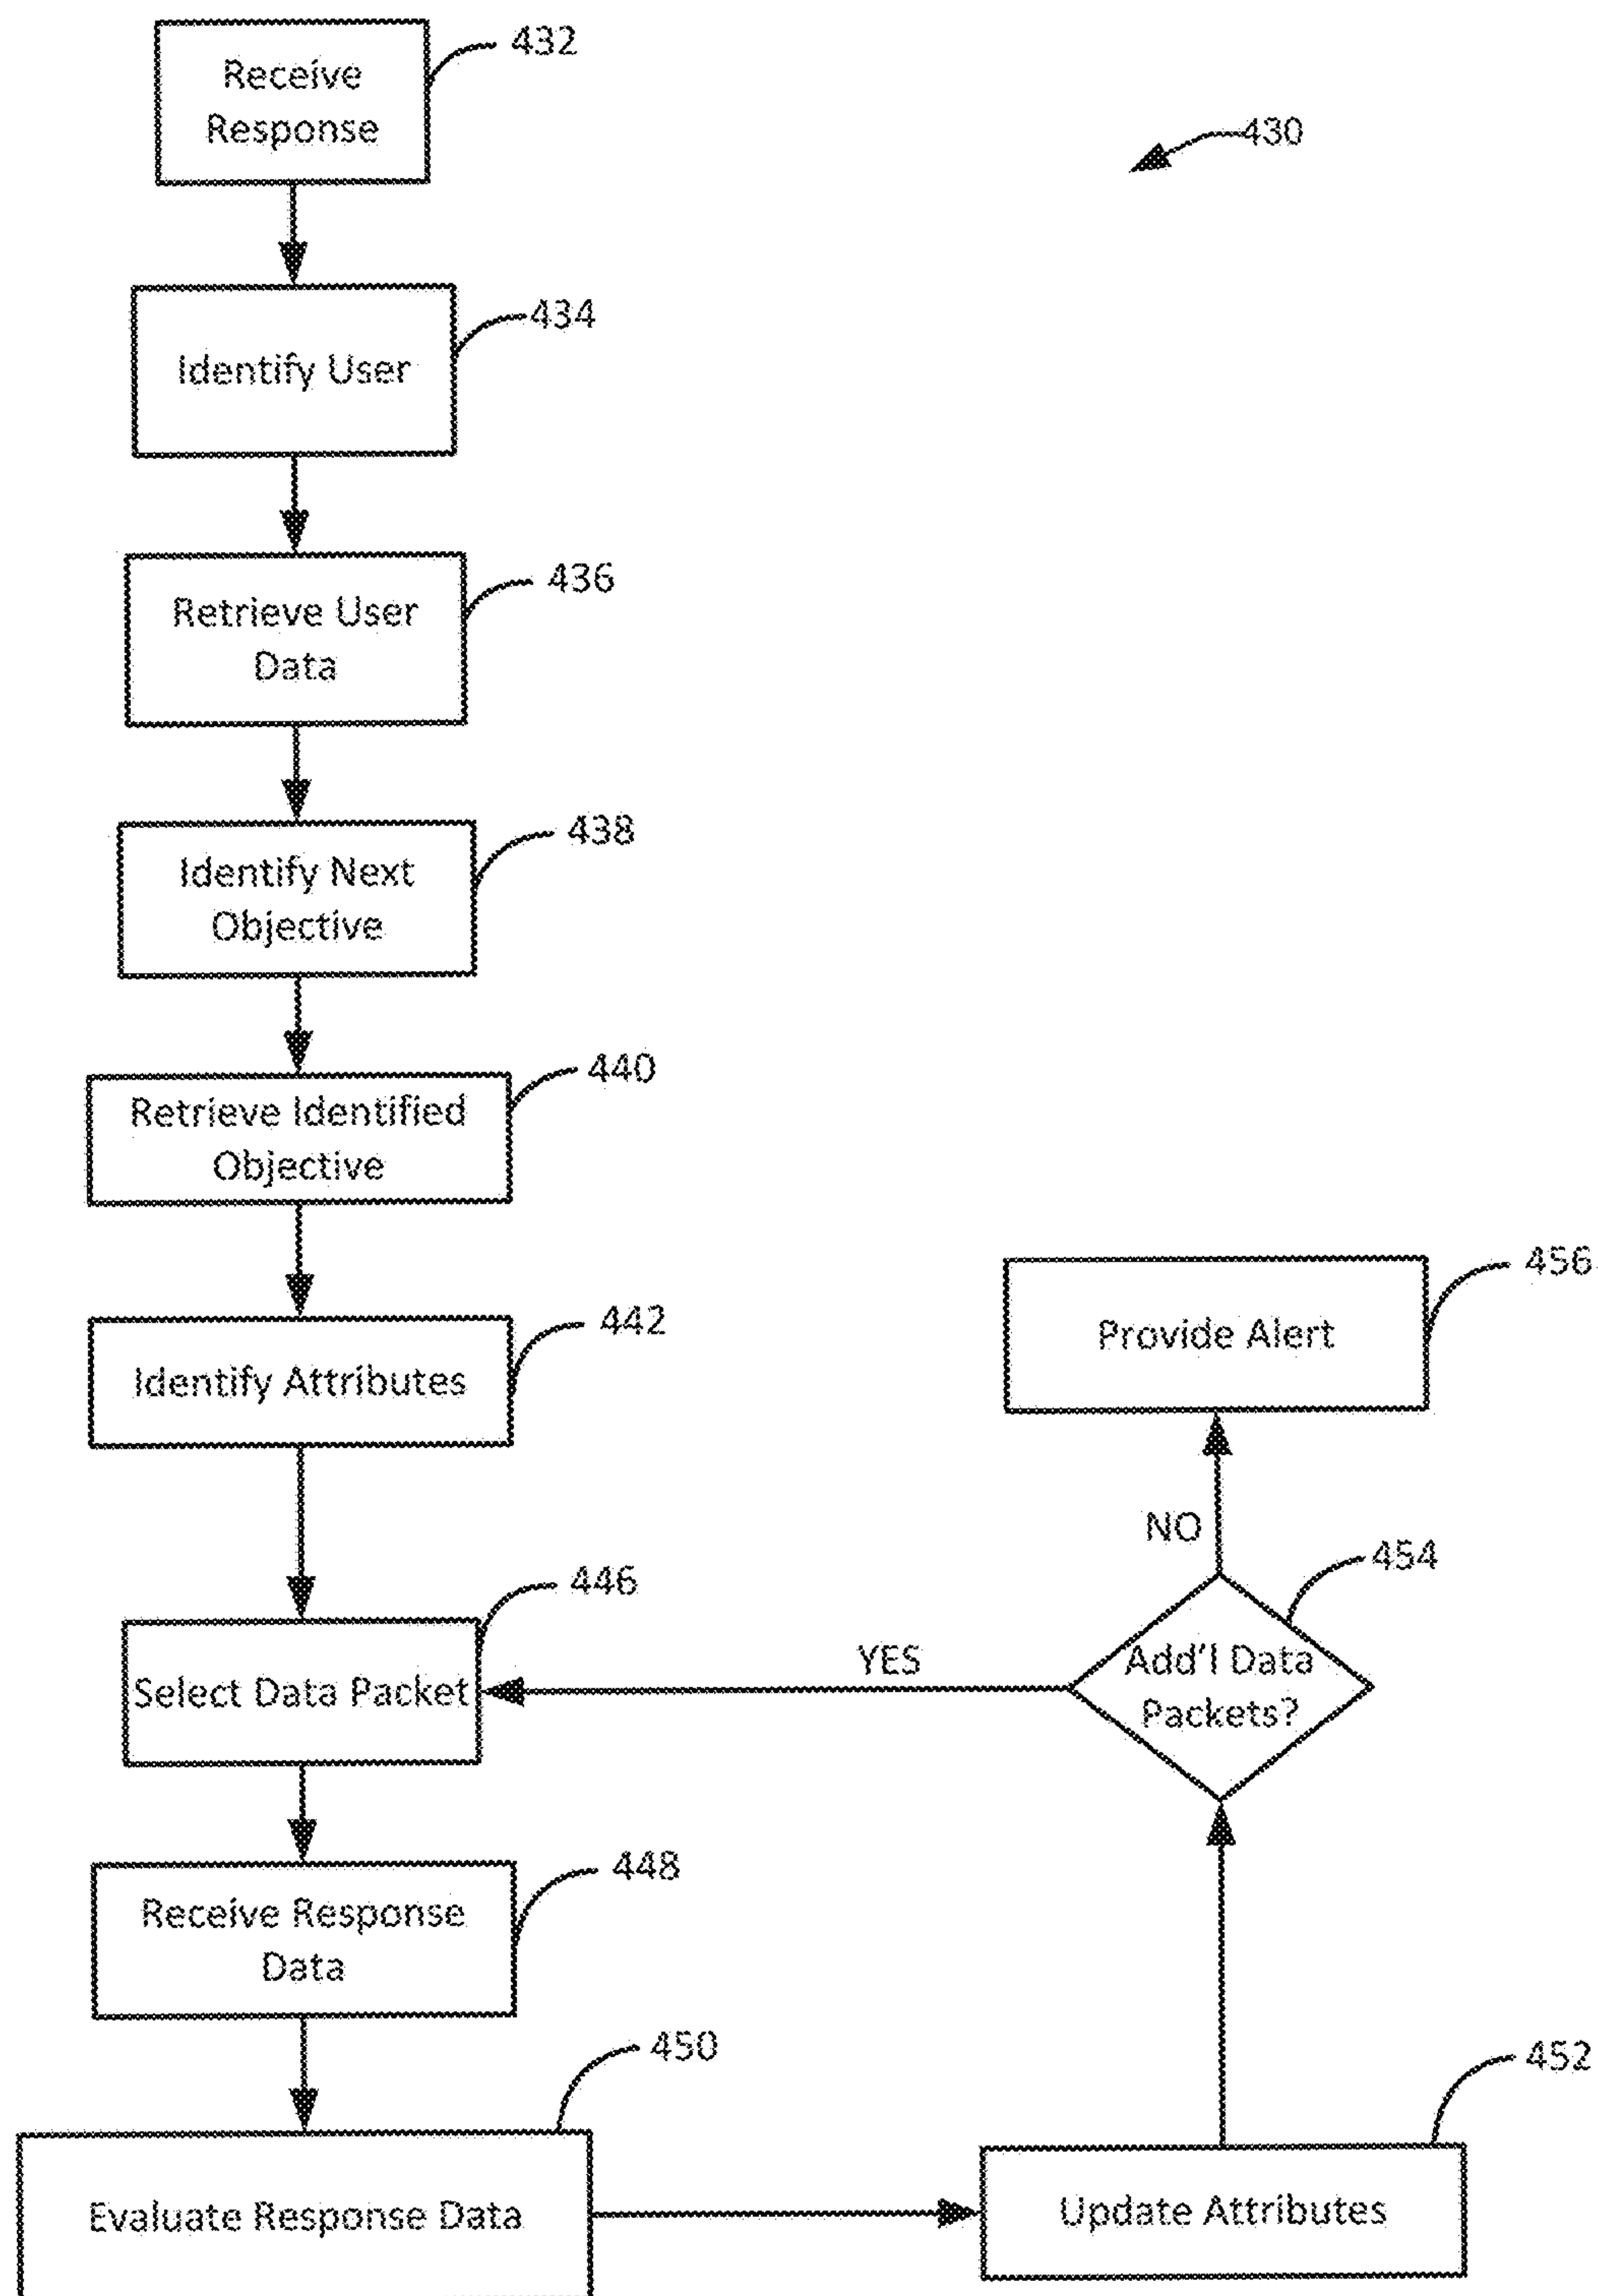 Receive
Response
432
430
Identify User
434
Retrieve User
Data
436
Identify Next
Objective
438
Retrieve Identified
Objective
440
Identify Attributes
442
Provide Alert
456
NO
454
Select Data Packet
446
YES
Add'l Data
Packets?
Receive Response
Data
448
Evaluate Response Data
450
Update Attributes
452